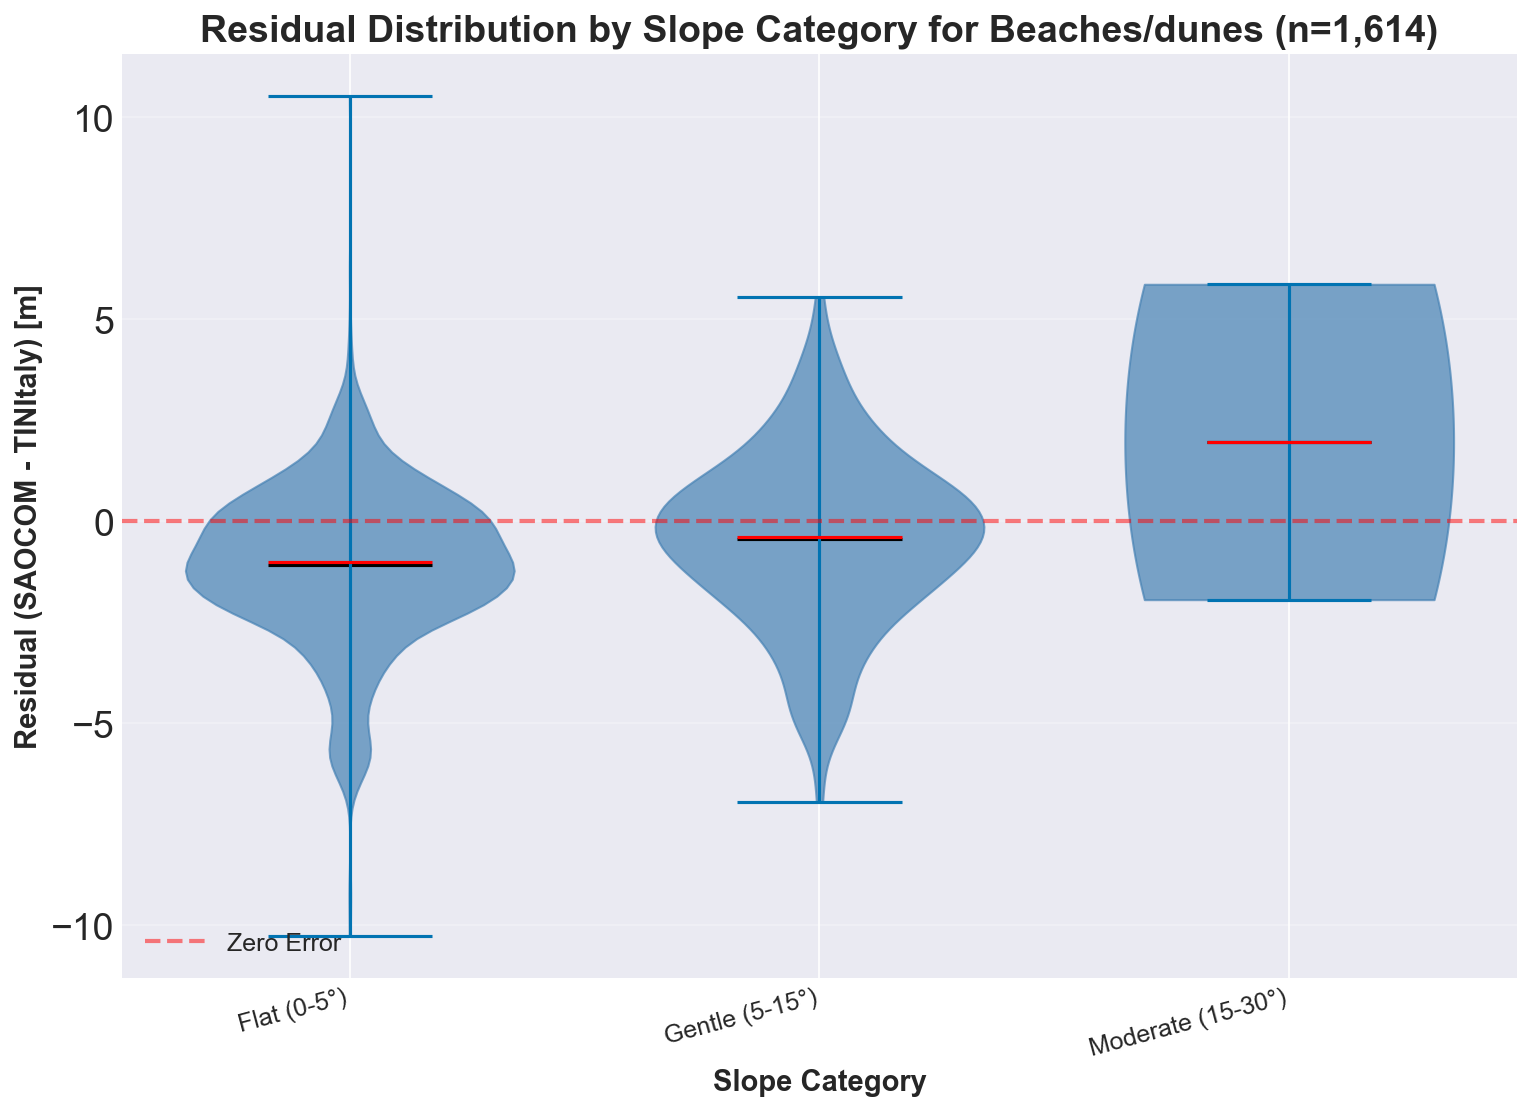 Residual Distribution by Slope Category for Beaches/dunes (n=1,614)
Residual (SAOCOM - TINItaly) [m]
10
5
0
−5
−10
Zero Error
Flat (0-5°)
Gentle (5-15°)
Moderate (15-30°)
Slope Category